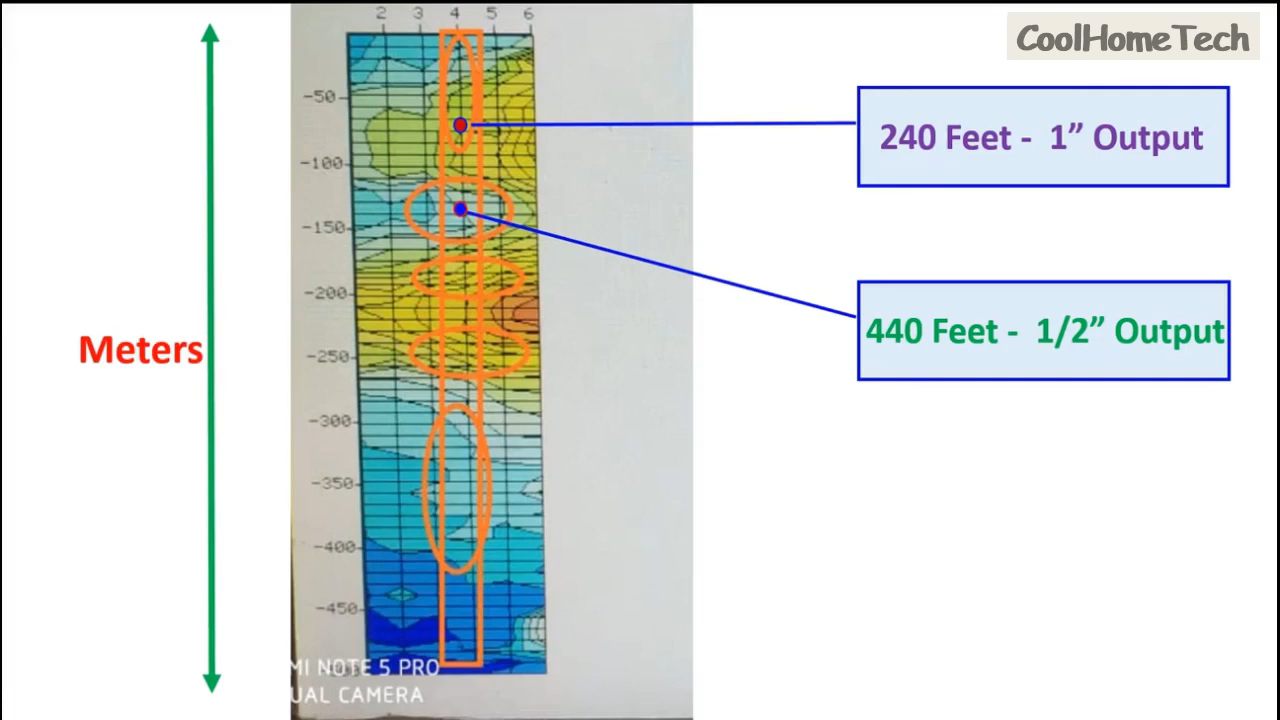 2 3 4 5 6
CoolHomeTech
-50
240 Feet - 1” Output
-100
-150
-200
440 Feet - 1/2” Output
Meters
-250
-300
-350
-400
-450
MI NOTE 5 PRO
UAL CAMERA